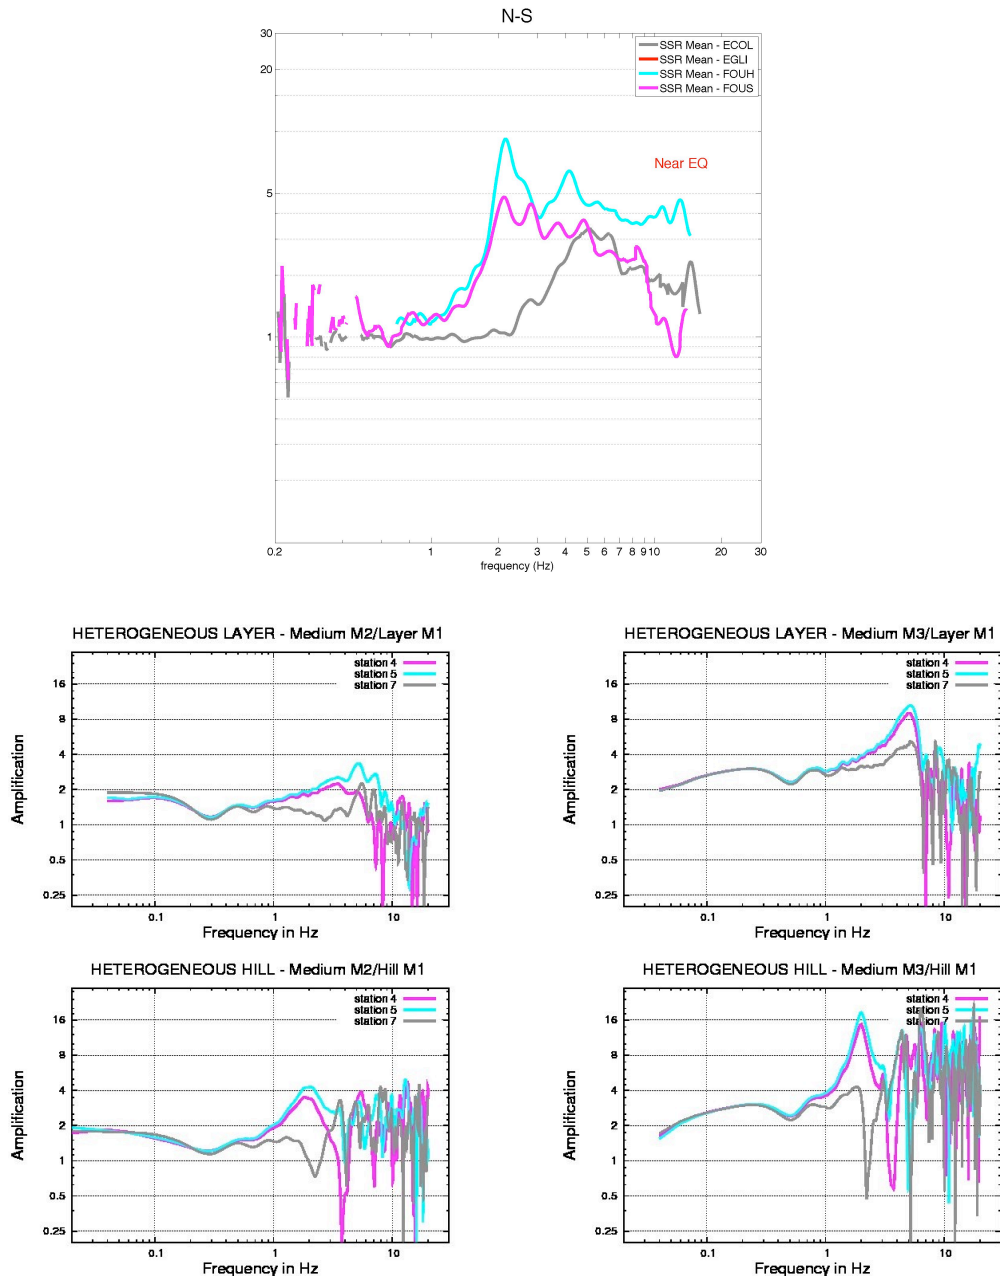 N-S
30
20
5
1
SSR Mean - ECOL
SSR Mean - EGLI
SSR Mean - FOUH
SSR Mean - FOUS
Near EQ
0.2 1 2 3 4 5 6 7 8 9 10 20 30
frequency (Hz)
HETEROGENEOUS LAYER - Medium M2/Layer M1
station 4
station 5
station 7
16
8
4
2
1
0.5
0.25
Amplification
0.1 1 10
Frequency in Hz
HETEROGENEOUS LAYER - Medium M3/Layer M1
station 4
station 5
station 7
16
8
4
2
1
0.5
0.25
Amplification
0.1 1 10
Frequency in Hz
HETEROGENEOUS HILL - Medium M2/Hill M1
station 4
station 5
station 7
16
8
4
2
1
0.5
0.25
Amplification
0.1 1 10
Frequency in Hz
HETEROGENEOUS HILL - Medium M3/Hill M1
station 4
station 5
station 7
16
8
4
2
1
0.5
0.25
Amplification
0.1 1 10
Frequency in Hz